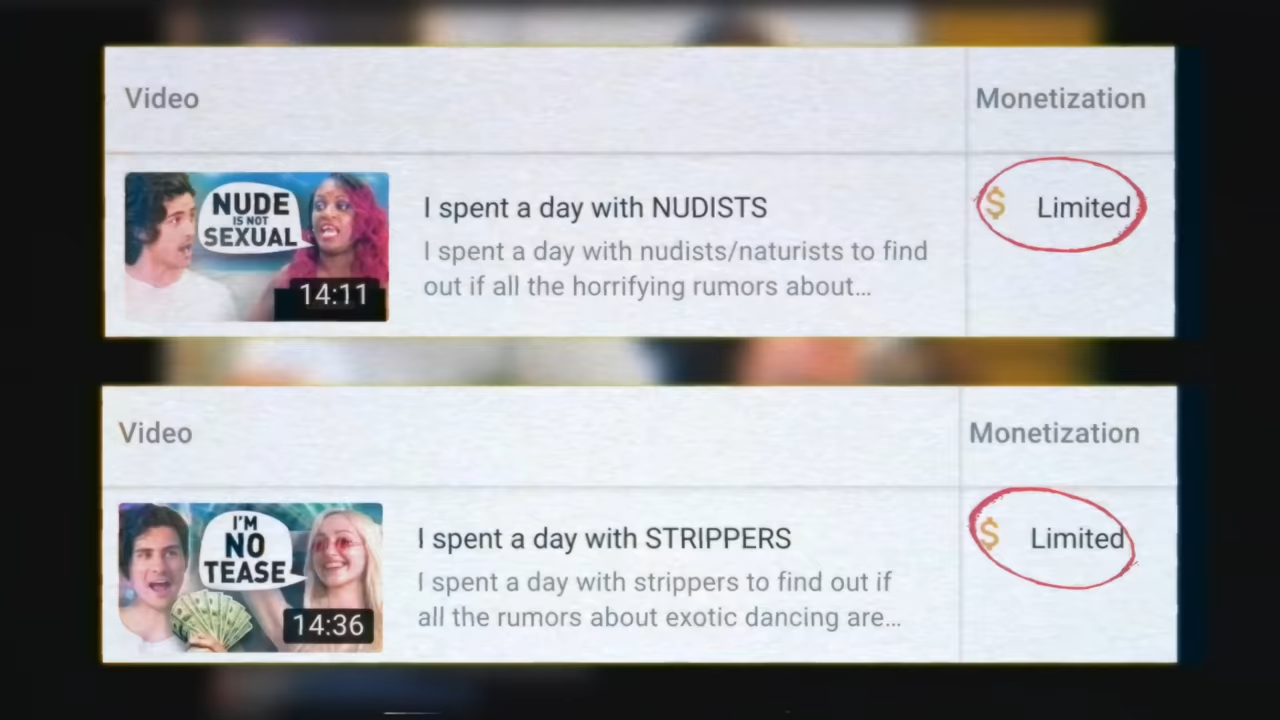 Video
Monetization
NUDE
IS NOT
SEXUAL
14:11
I spent a day with NUDISTS
I spent a day with nudists/naturists to find
out if all the horrifying rumors about...
$ Limited
Video
Monetization
I'M
NO
TEASE
14:36
I spent a day with STRIPPERS
I spent a day with strippers to find out if
all the rumors about exotic dancing are...
$ Limited